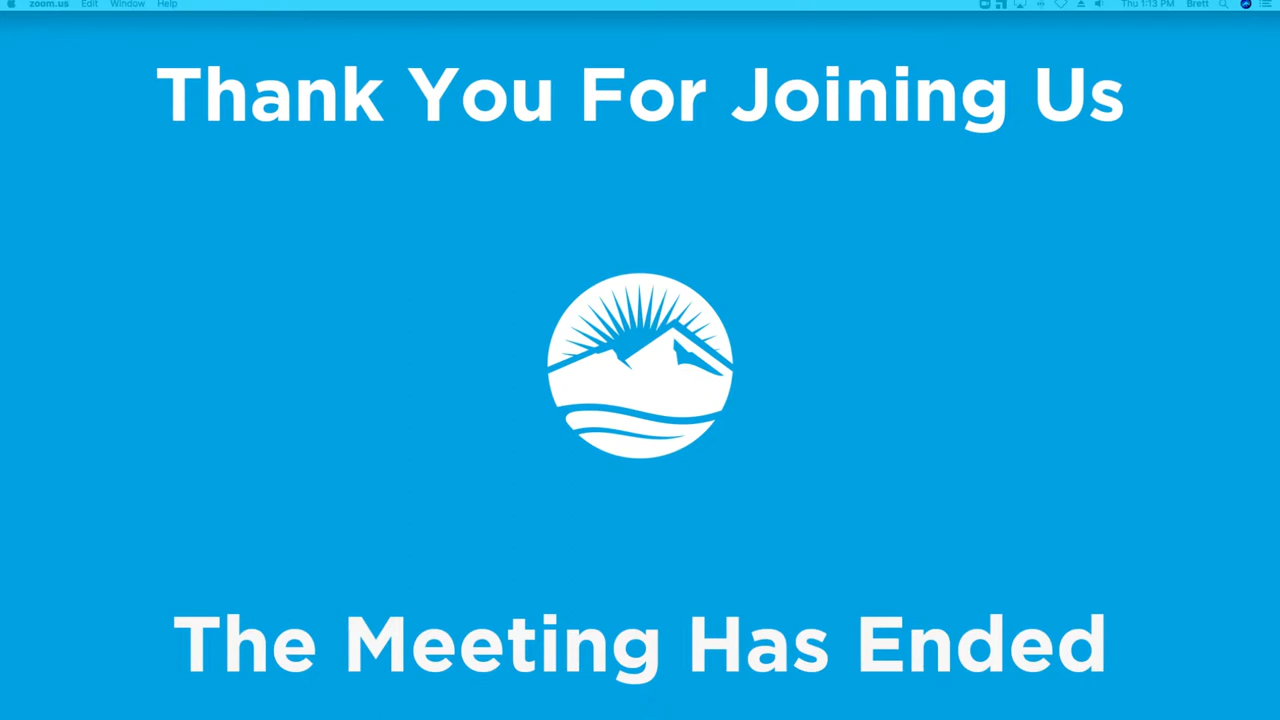 zoom.us Edit Window Help Thu 1:13 PM Brett
Thank You For Joining Us
The Meeting Has Ended